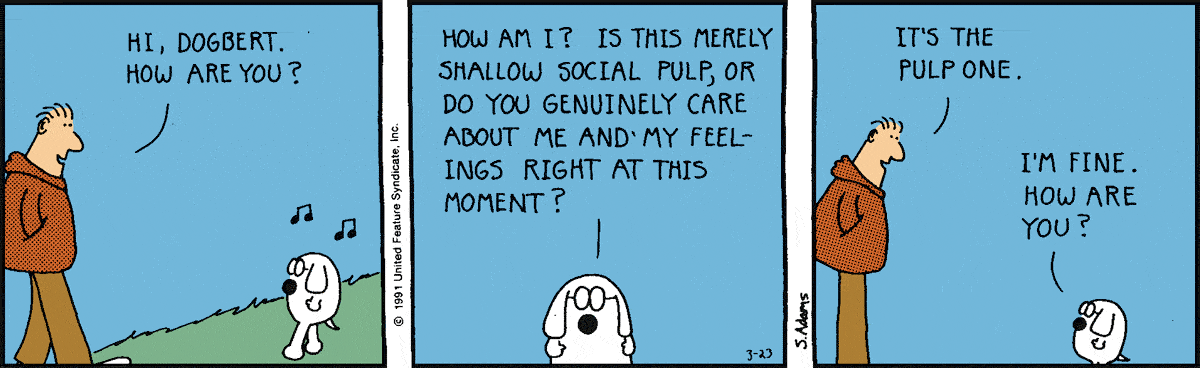 HI, DOGBERT.
HOW ARE YOU?
© 1991 United Feature Syndicate, Inc.
HOW AM I? IS THIS MERELY
SHALLOW SOCIAL PULP, OR
DO YOU GENUINELY CARE
ABOUT ME AND MY FEEL-
INGS RIGHT AT THIS
MOMENT?
3-23
S.Adams
IT'S THE
PULP ONE.
I'M FINE.
HOW ARE
YOU?